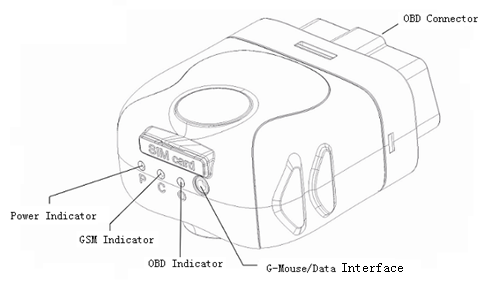 OBD Connector
SIM card
P C O
Power Indicator
GSM Indicator
OBD Indicator
G-Mouse/Data Interface